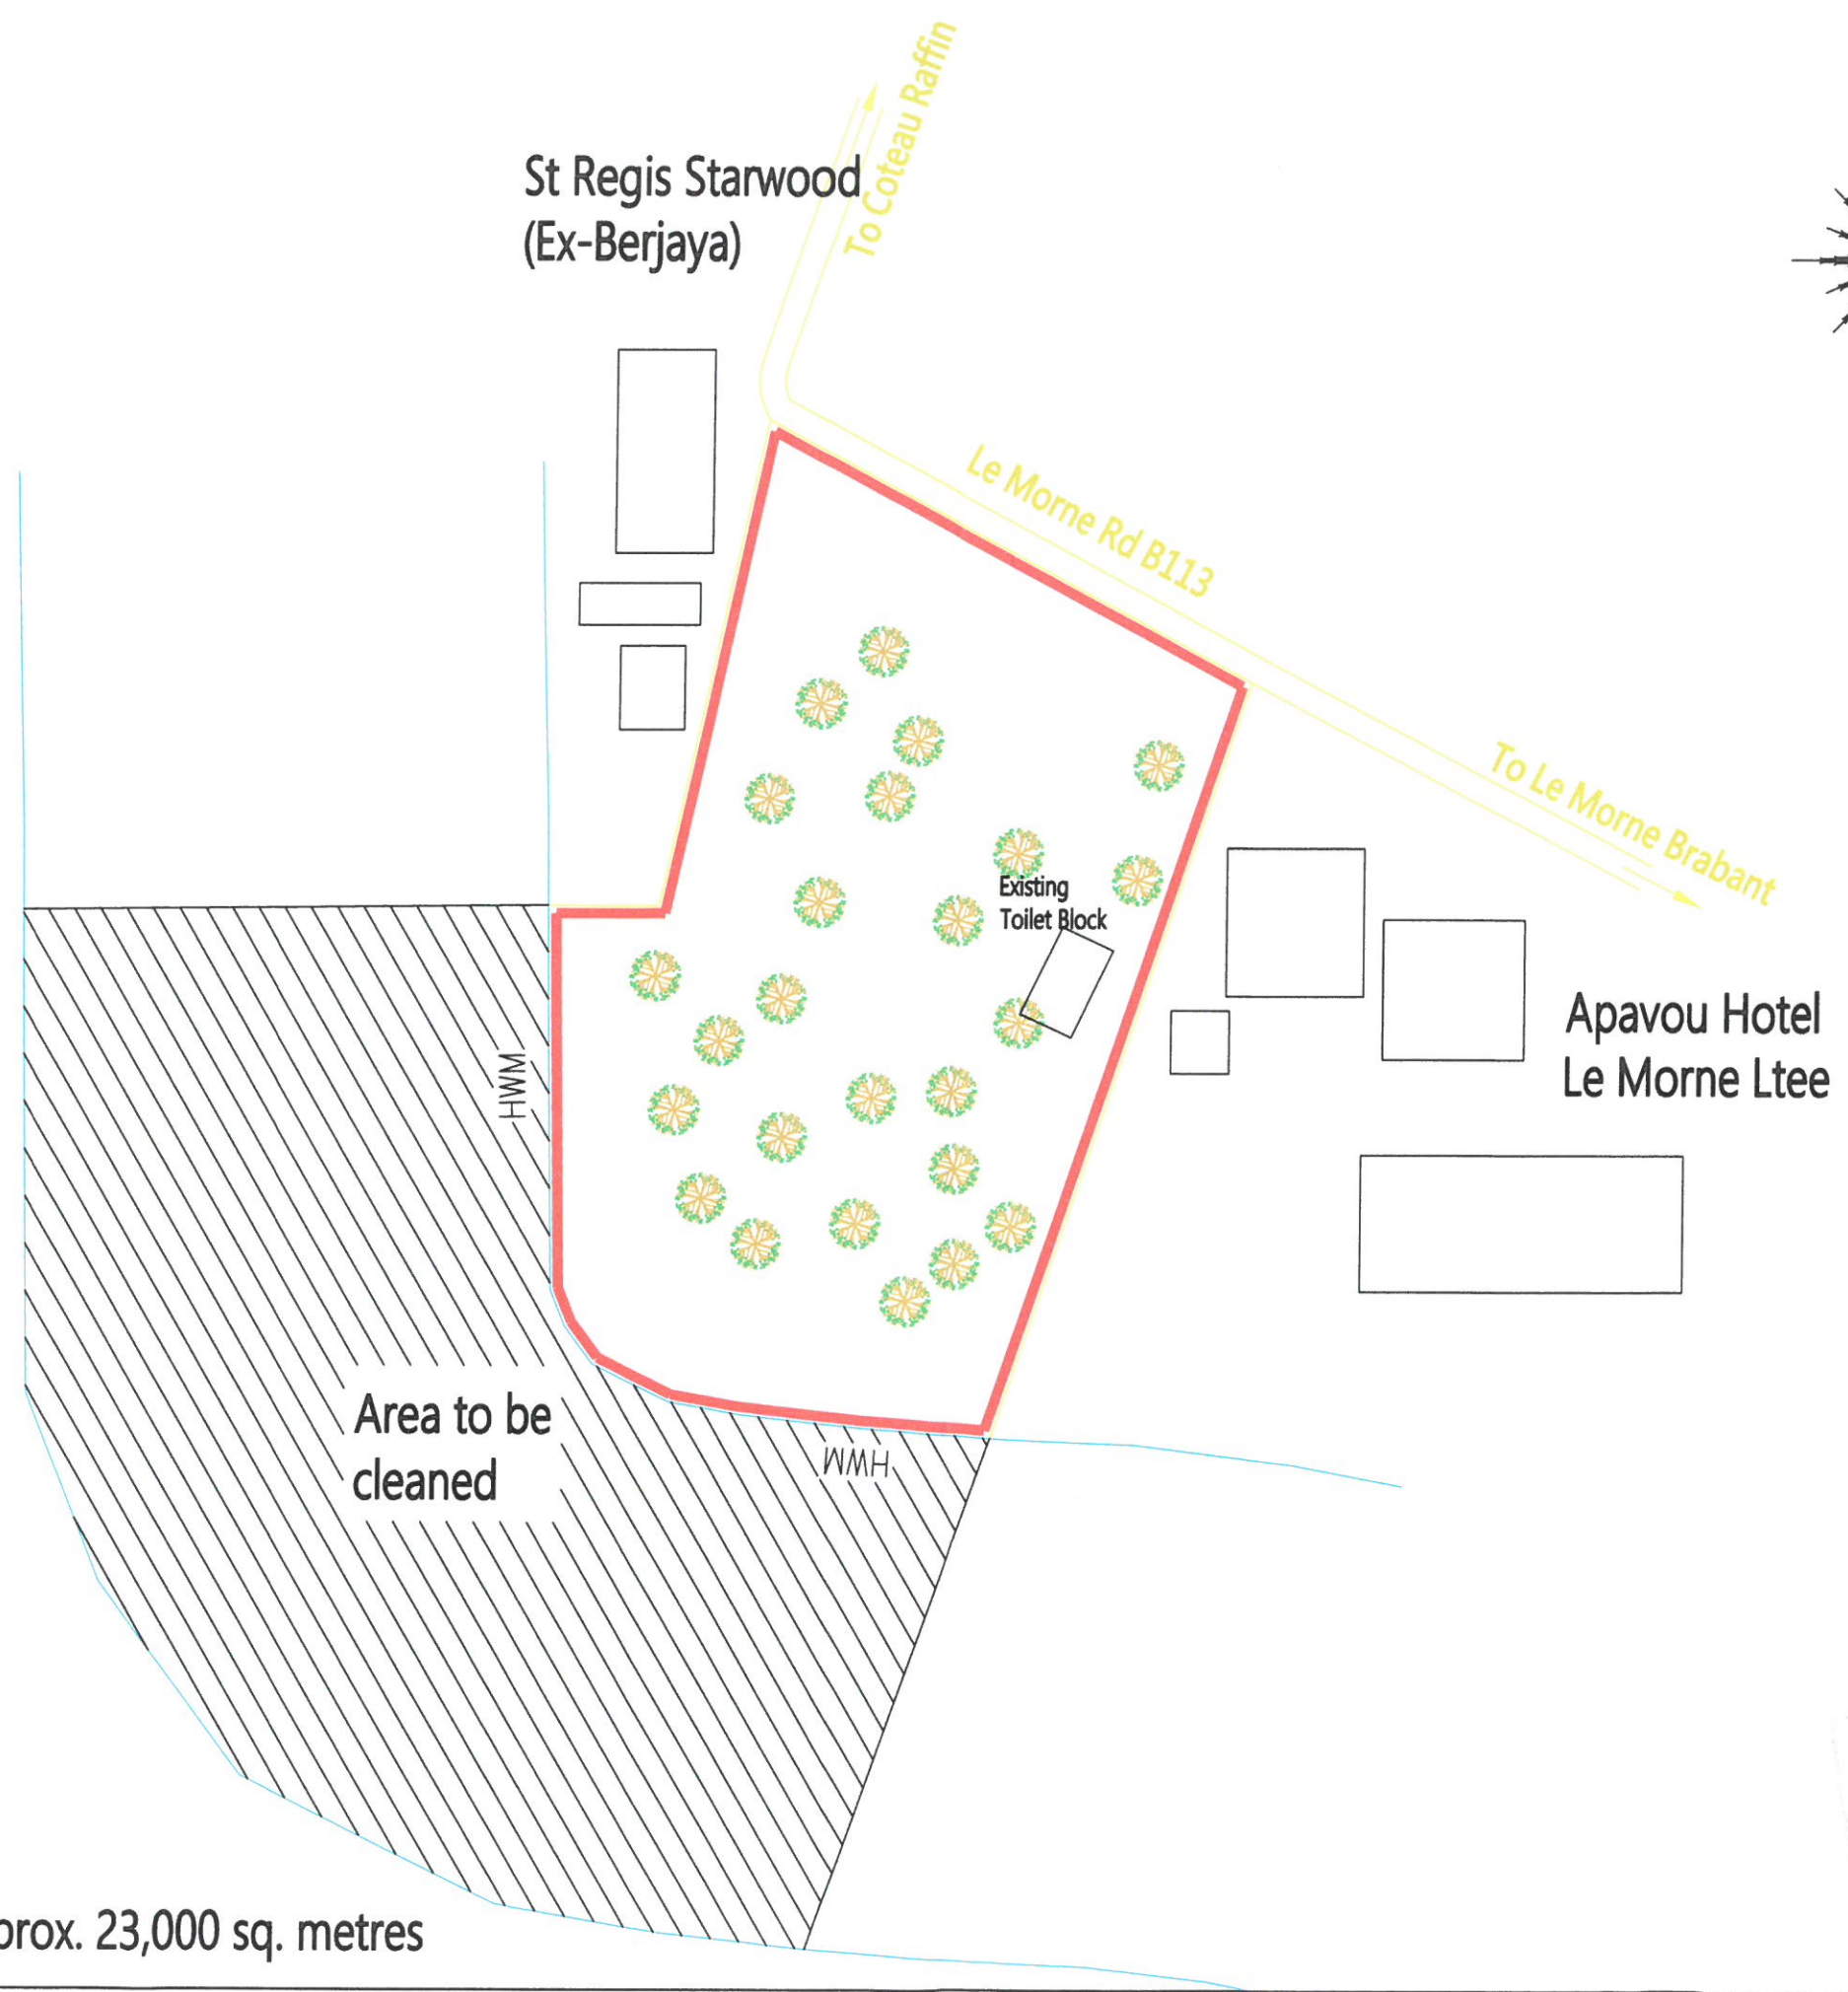 To Coteau Raffin
St Regis Starwood
(Ex-Berjaya)
Le Morne Rd B113
To Le Morne Brabant
Existing
Toilet Block
Apavou Hotel
Le Morne Ltee
HWM
Area to be
cleaned
HWM
prox. 23,000 sq. metres